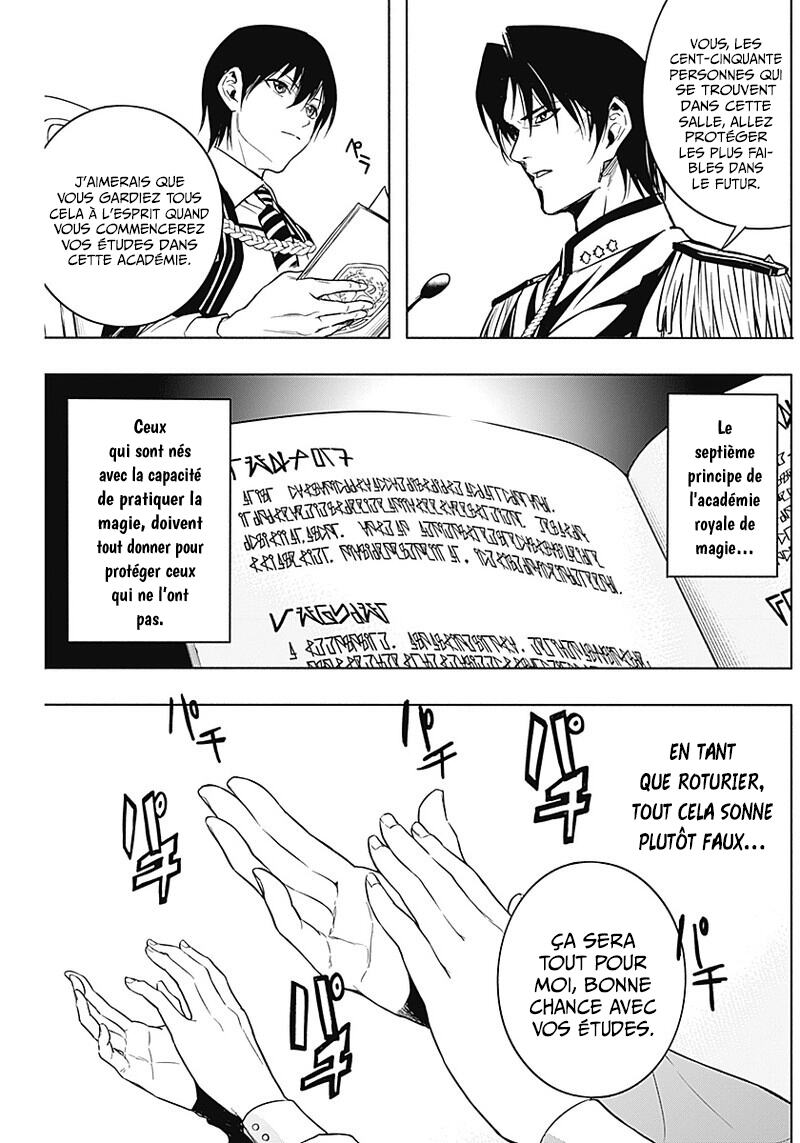 VOUS, LES
CENT-CINQUANTE
PERSONNES QUI
SE TROUVENT
DANS CETTE
SALLE, ALLEZ
PROTÉGER
LES PLUS FAI-
BLES DANS
LE FUTUR.
J'AIMERAIS QUE
VOUS GARDIEZ TOUS
CELA À L'ESPRIT QUAND
VOUS COMMENCEREZ
VOS ÉTUDES DANS
CETTE ACADÉMIE.
パラ
Le
septième
principe de
l'académie
royale de
magie...
Ceux
qui sont nés
avec la capacité
de pratiquer la
magie, doivent
tout donner pour
protéger ceux
qui ne l'ont
pas.
EN TANT
QUE ROTURIER,
TOUT CELA SONNE
PLUTÔT FAUX...
パチ
パチ
パチ
パチ
パチ
パチ
ÇA SERA
TOUT POUR
MOI, BONNE
CHANCE AVEC
VOS ÉTUDES.